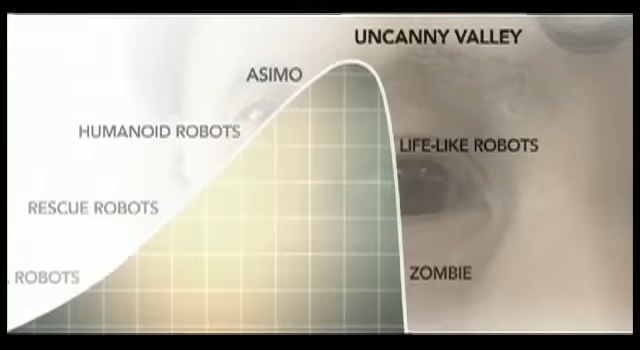 UNCANNY VALLEY
ASIMO
HUMANOID ROBOTS
LIFE-LIKE ROBOTS
RESCUE ROBOTS
ZOMBIE
ROBOTS